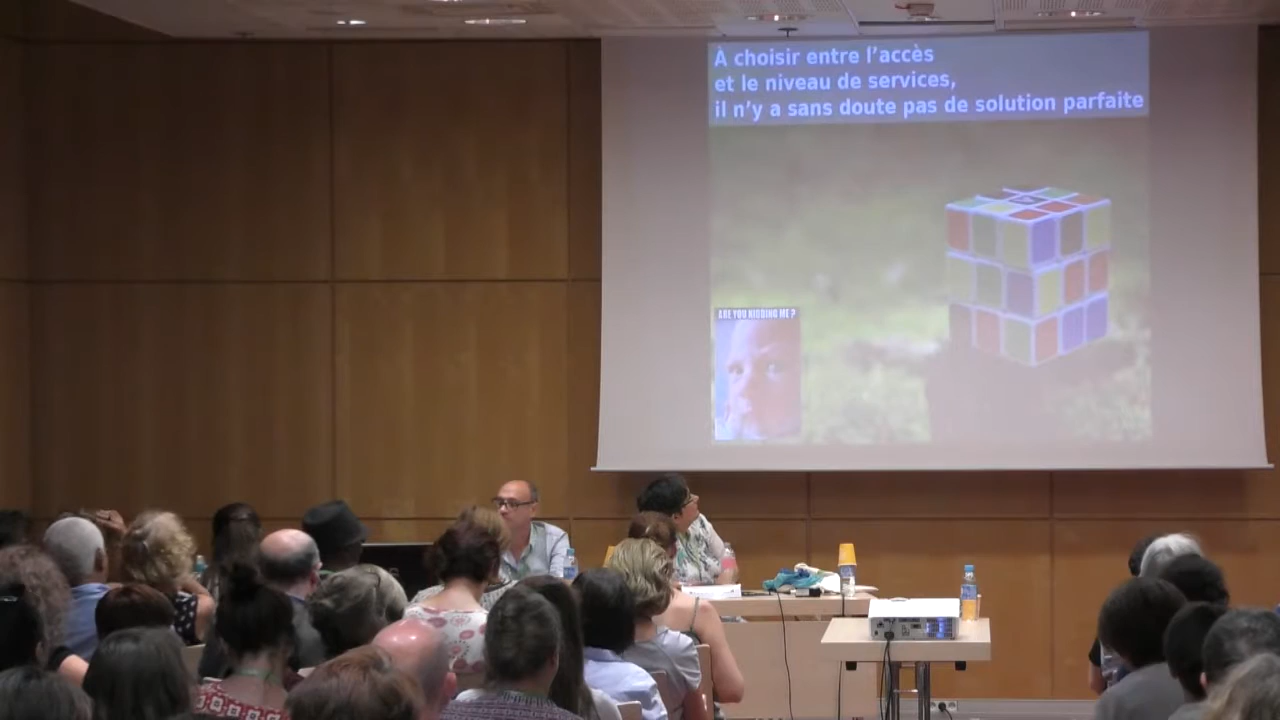 À choisir entre l’accès
et le niveau de services,
il n’y a sans doute pas de solution parfaite
ARE YOU KIDDING ME ?